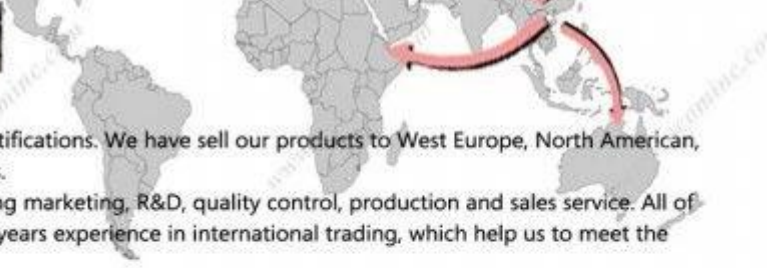 tifications. We have sell our products to West Europe, North American,
.
ng marketing, R&D, quality control, production and sales service. All of
years experience in international trading, which help us to meet the